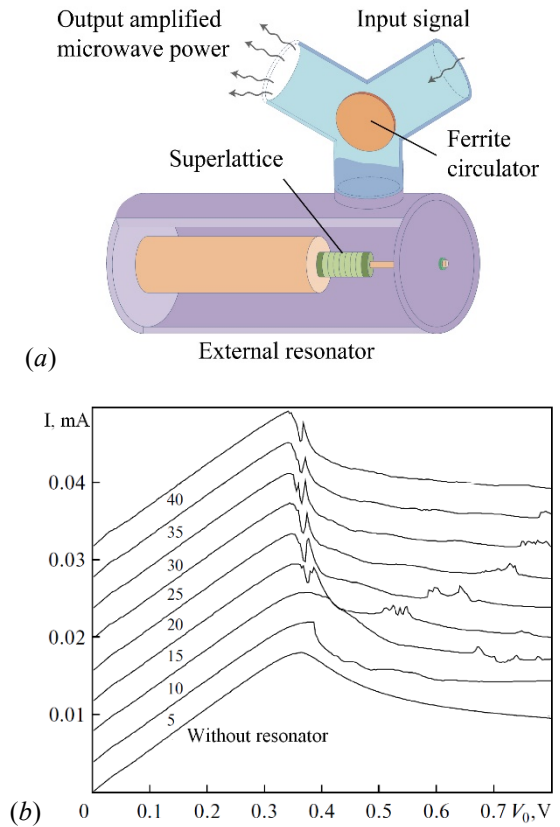 Output amplified
microwave power
Input signal
Superlattice
Ferrite
circulator
External resonator
(a)
I, mA
0.04
0.03
0.02
0.01
40
35
30
25
20
15
10
5
Without resonator
0 0.1 0.2 0.3 0.4 0.5 0.6 0.7 V0, V
(b)